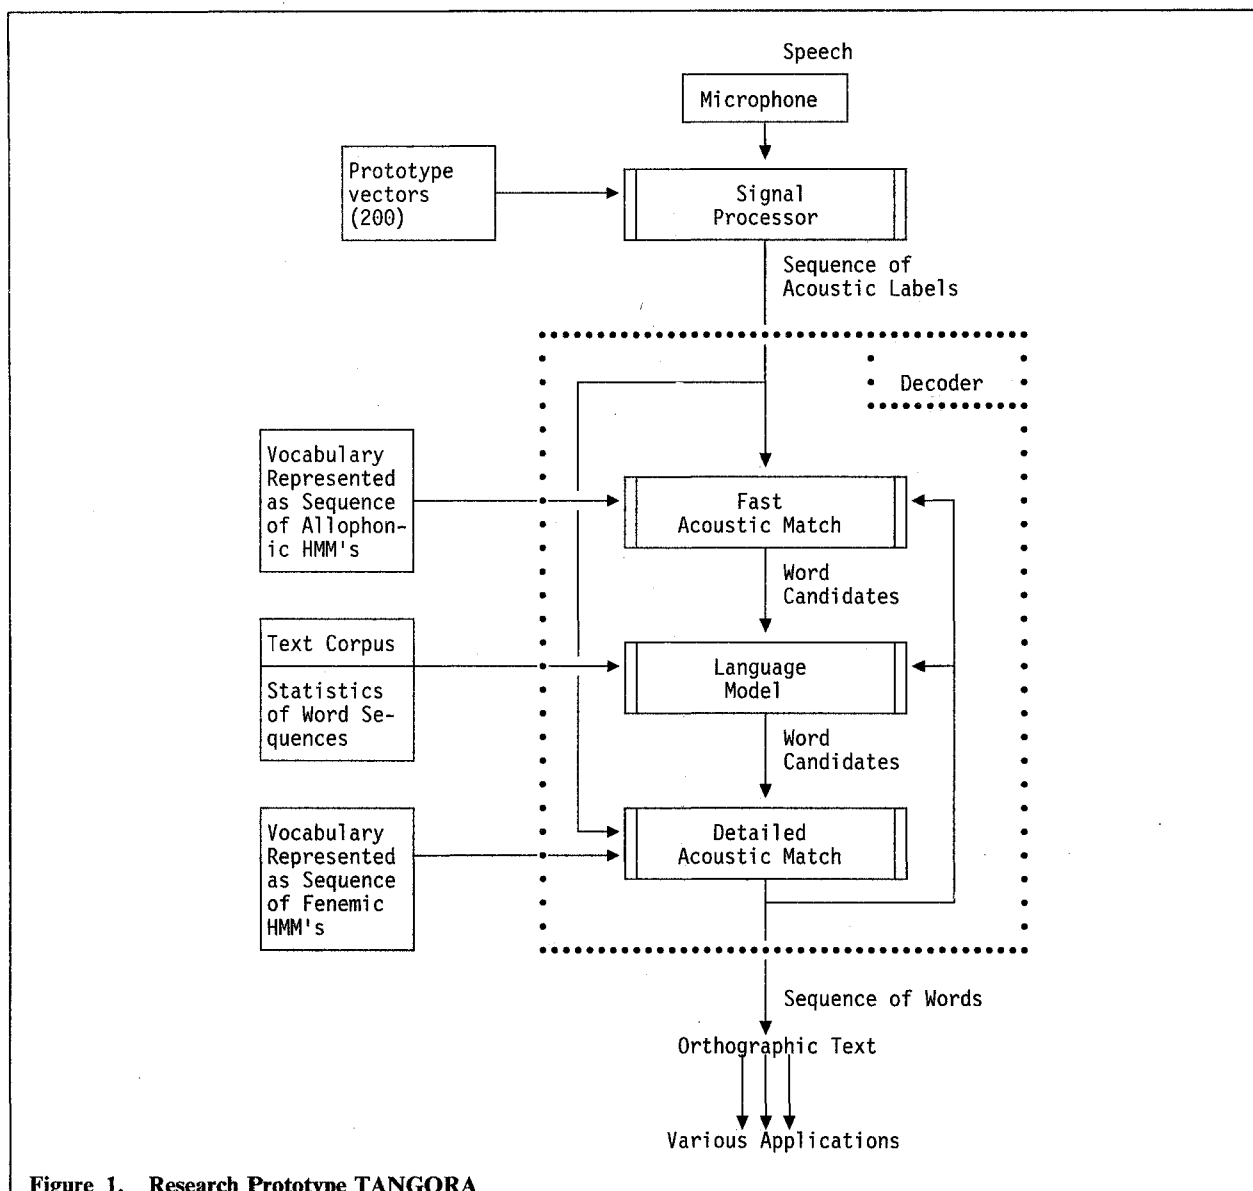 Speech
Microphone
Prototype
vectors
(200)
Signal
Processor
Sequence of
Acoustic Labels
Decoder
Vocabulary
Represented
as Sequence
of Allophon-
ic HMM's
Fast
Acoustic Match
Word
Candidates
Text Corpus
Statistics
of Word Se-
quences
Language
Model
Word
Candidates
Vocabulary
Represented
as Sequence
of Fenemic
HMM's
Detailed
Acoustic Match
Sequence of Words
Orthographic Text
Various Applications
Figure 1. Research Prototype TANGORA